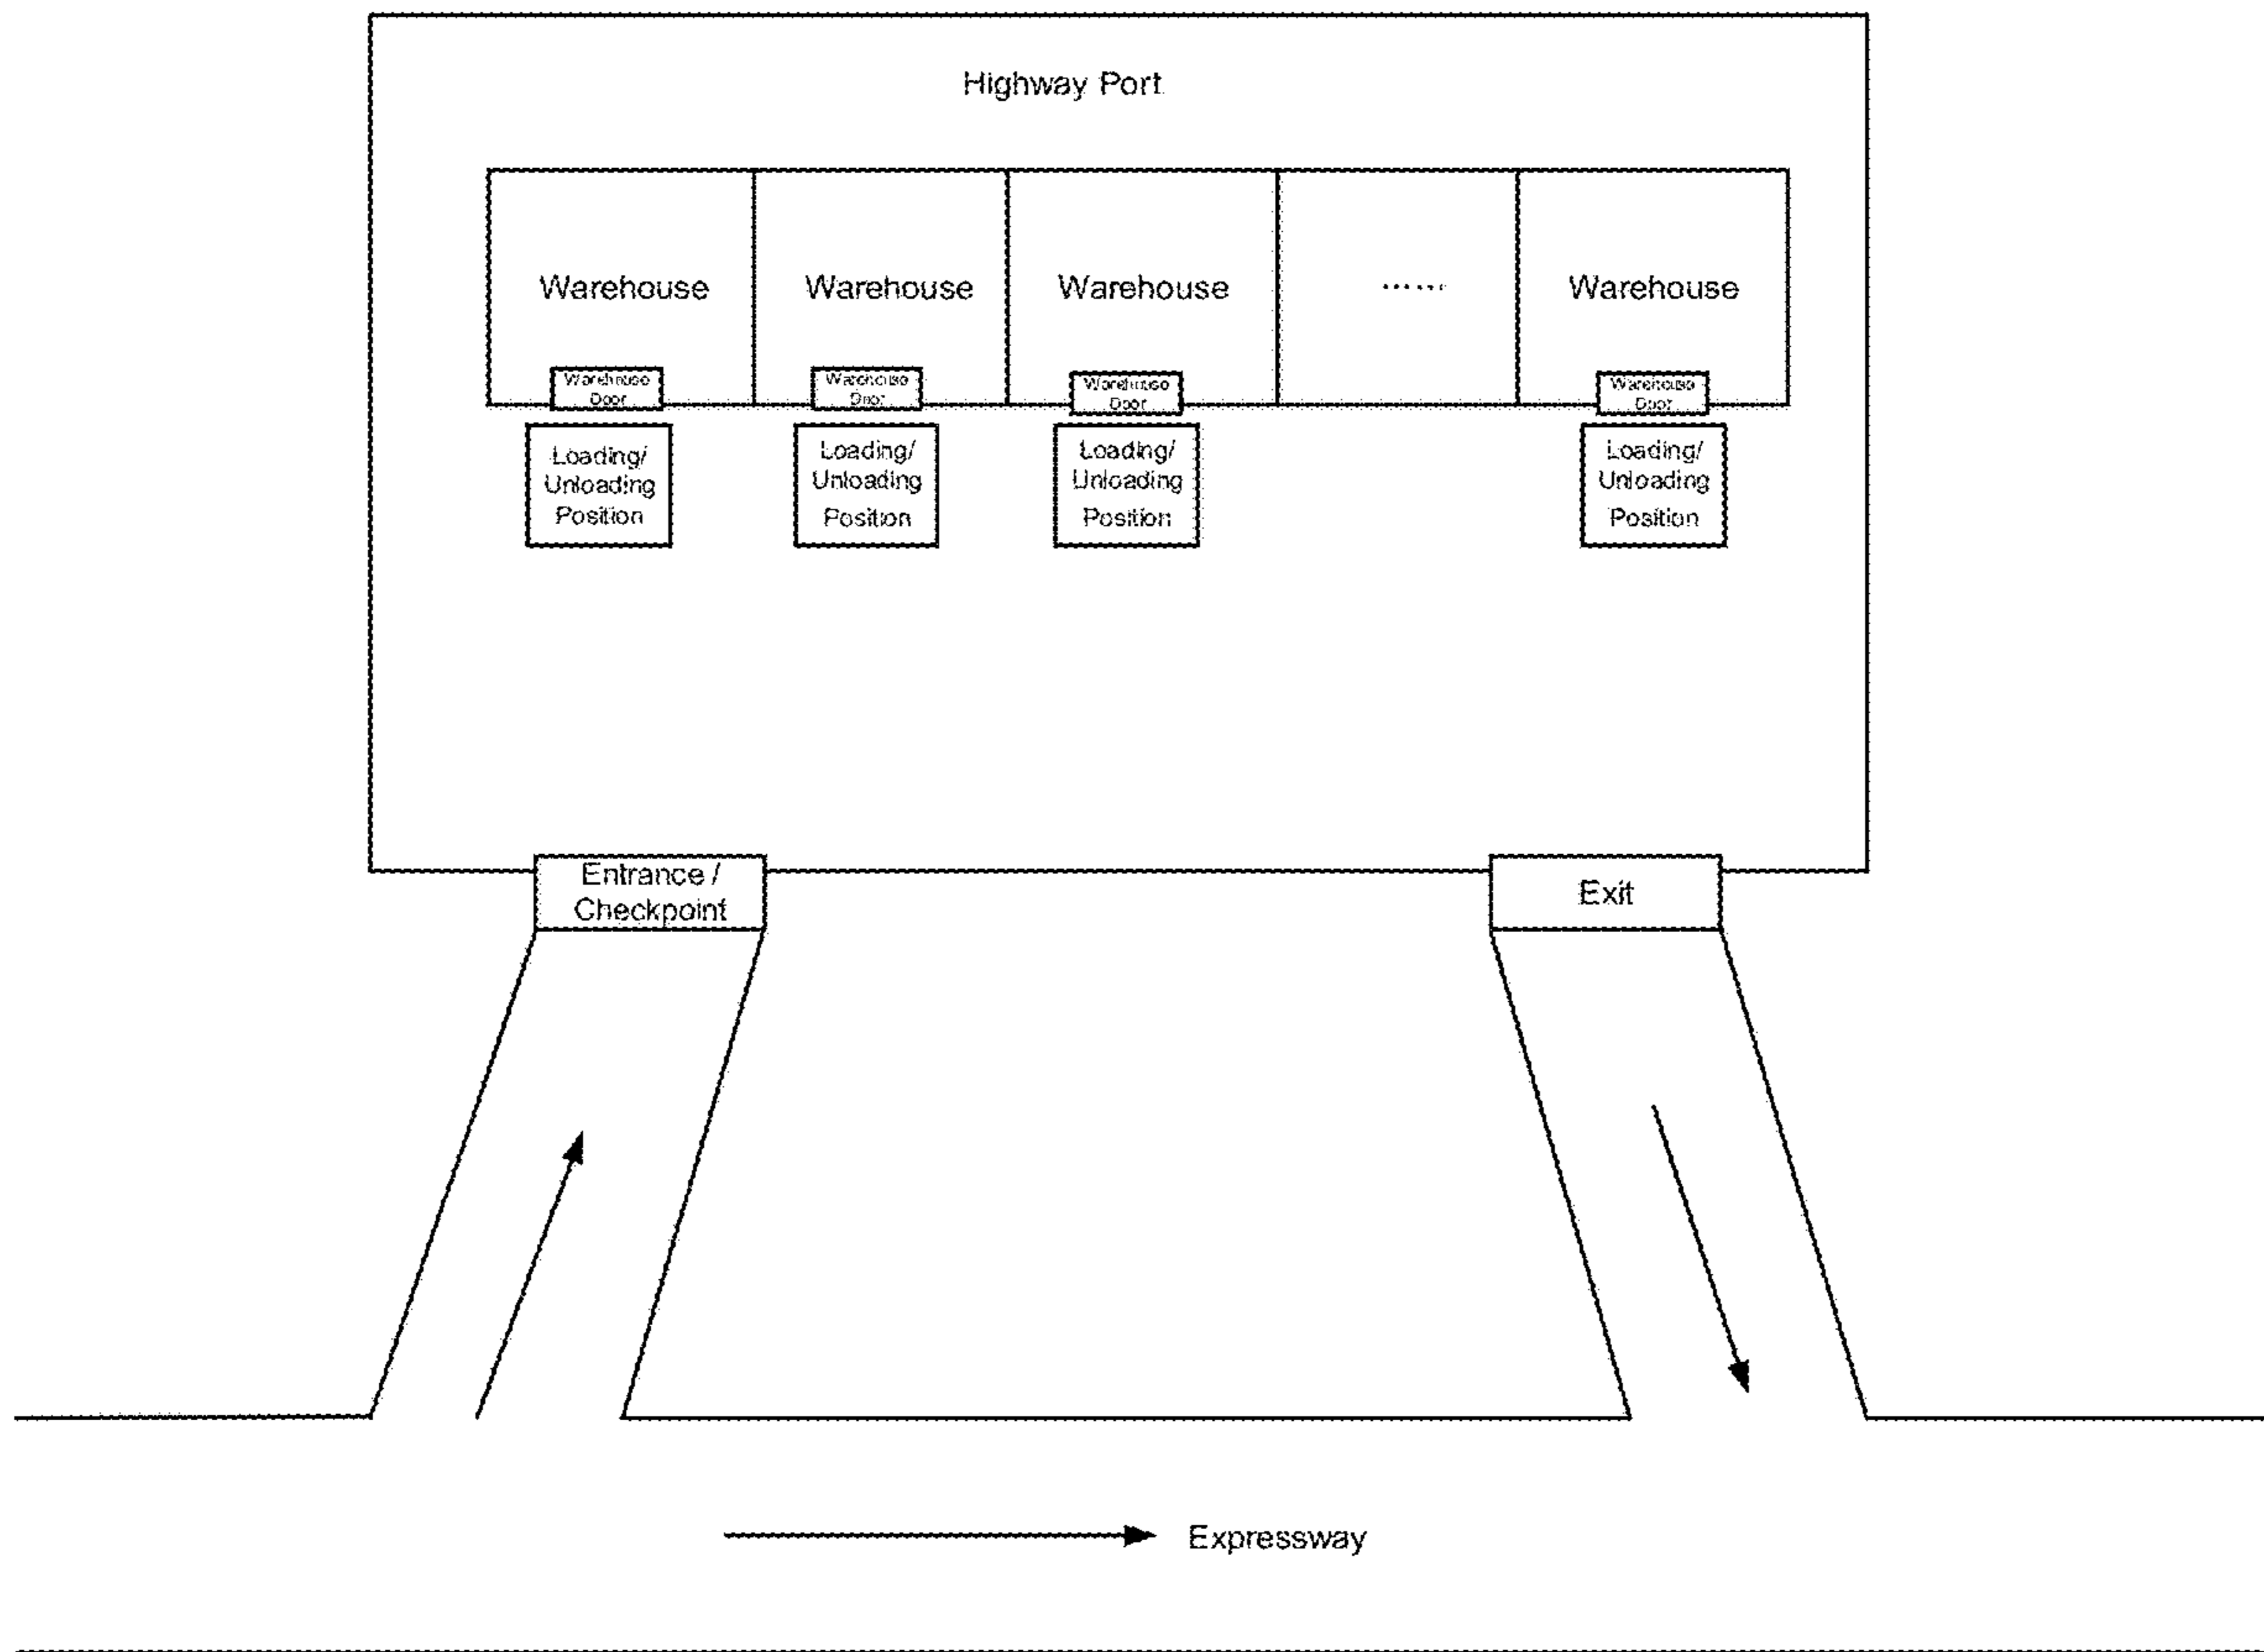 Highway Port
Warehouse
Warehouse
Warehouse
......
Warehouse
Warehouse
Door
Warehouse
Door
Warehouse
Door
Warehouse
Door
Loading/
Unloading
Position
Loading/
Unloading
Position
Loading/
Unloading
Position
Loading/
Unloading
Position
Entrance /
Checkpoint
Exit
Expressway